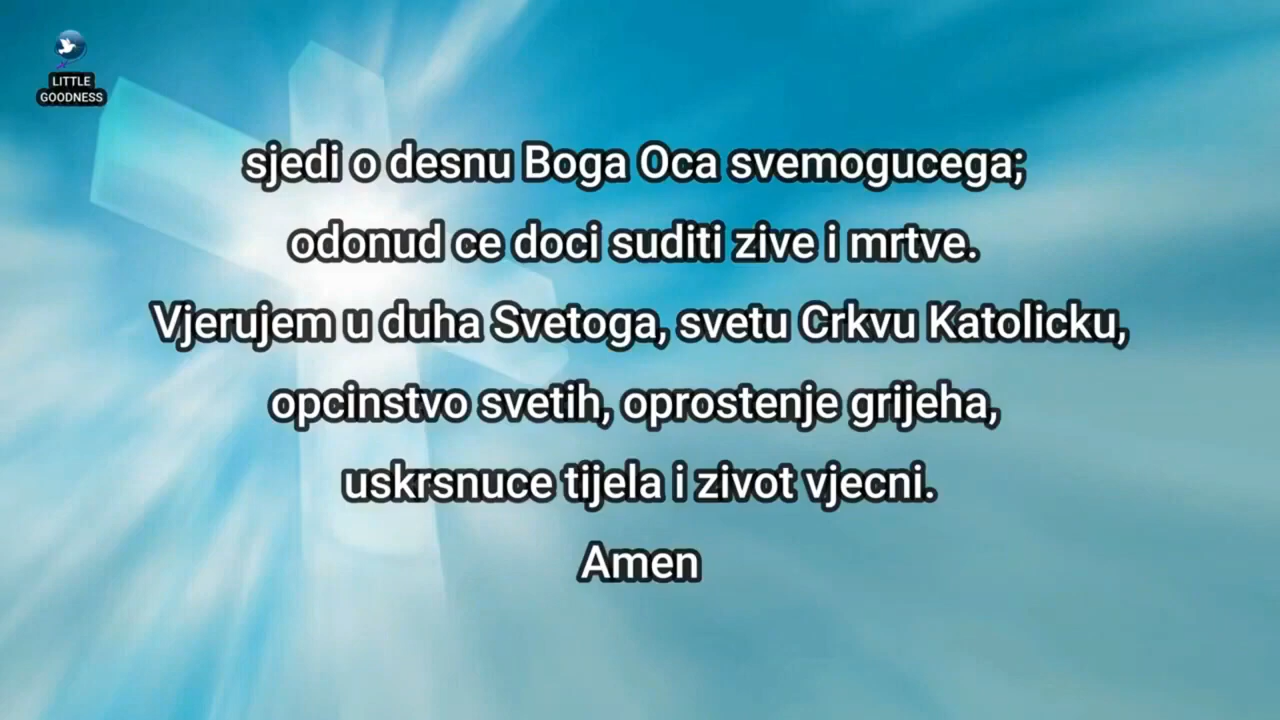 LITTLE
GOODNESS
sjedi o desnu Boga Oca svemogucega;
odonud ce doci suditi zive i mrtve.
Vjerujem u duha Svetoga, svetu Crkvu Katolicku,
opcinstvo svetih, oprostenje grijeha,
uskrsnuce tijela i zivot vjecni.
Amen